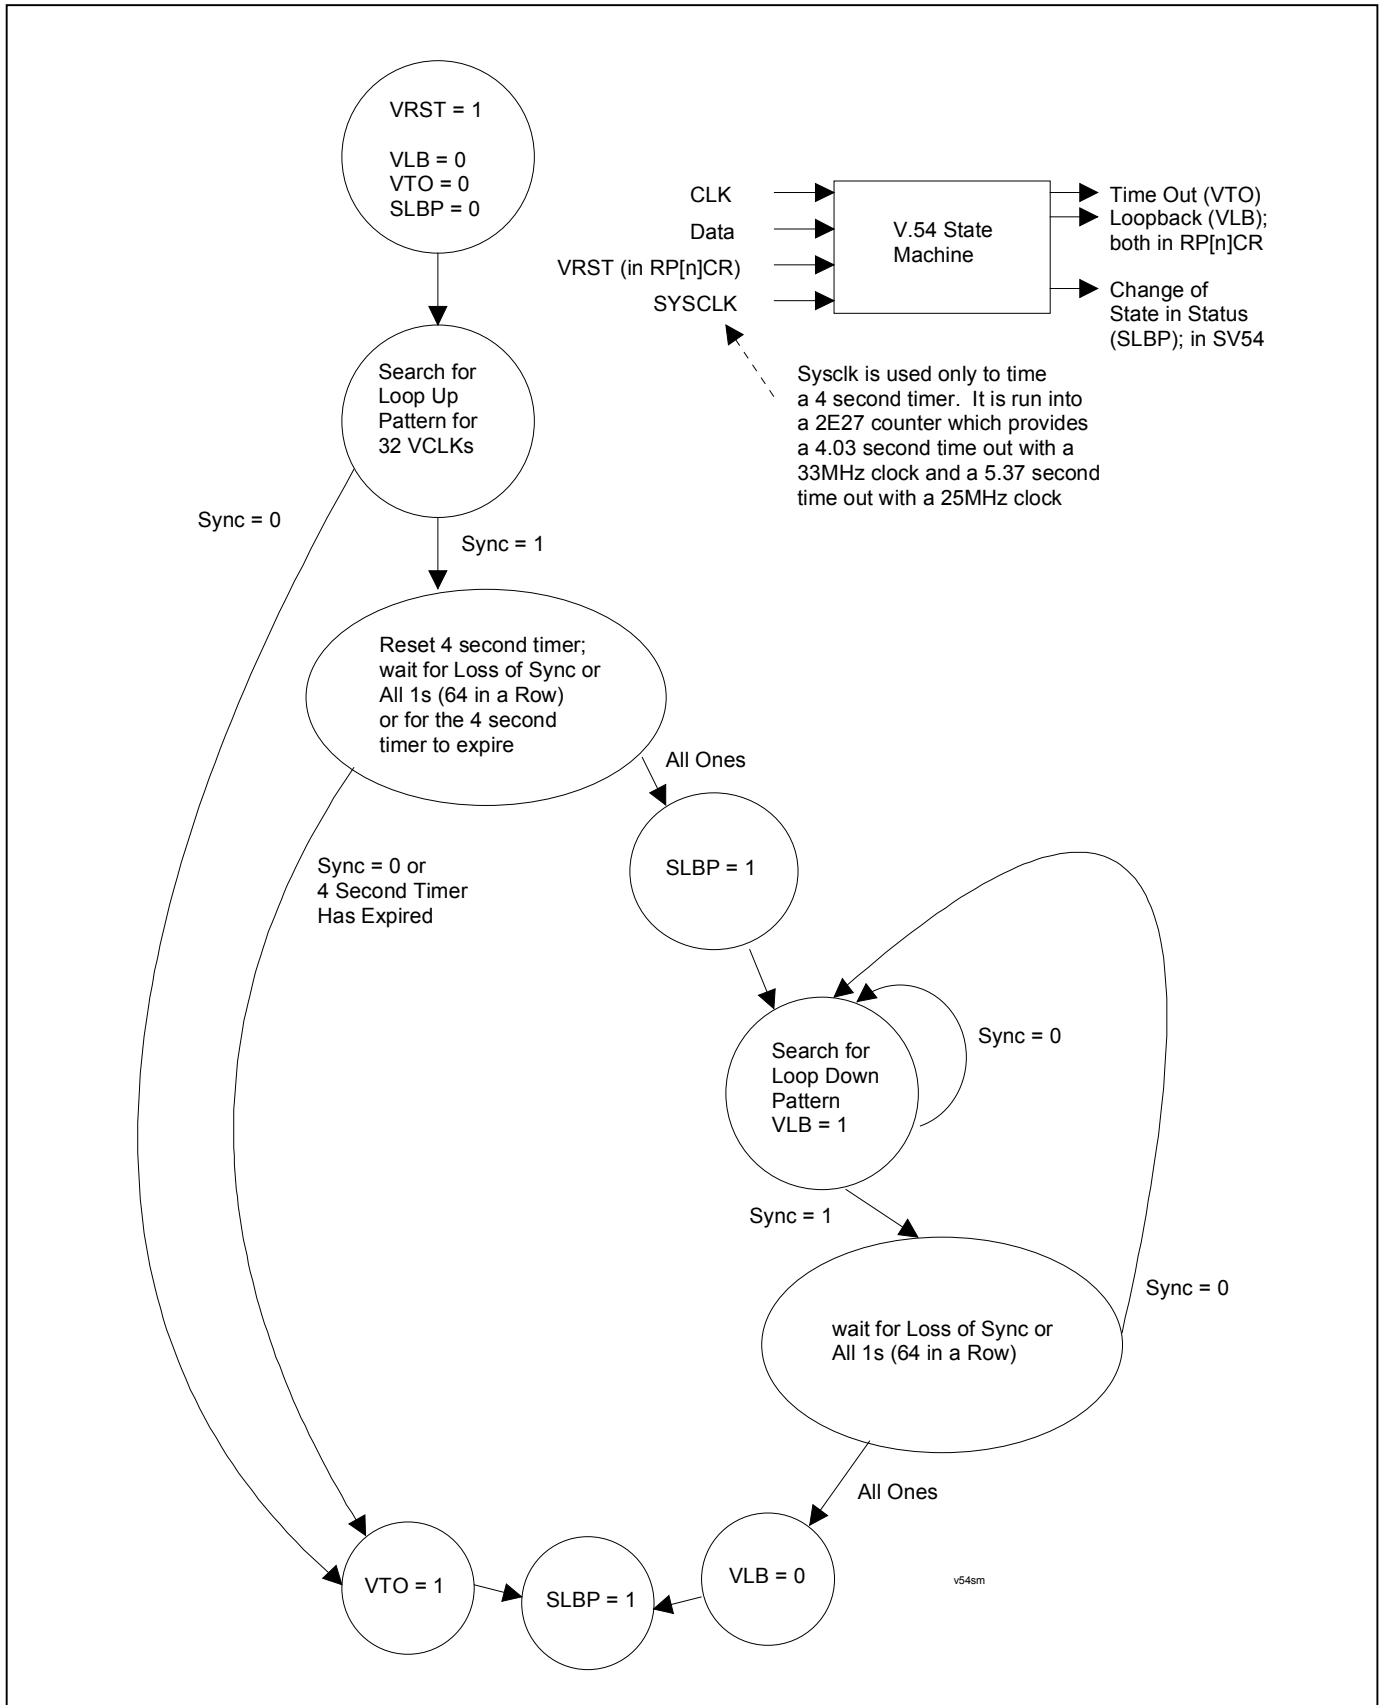 VRST = 1
VLB = 0
VTO = 0
SLBP = 0
CLK
Data
VRST (in RP[n]CR)
SYSCLK
V.54 State
Machine
Time Out (VTO)
Loopback (VLB);
both in RP[n]CR
Change of
State in Status
(SLBP); in SV54
Sysclk is used only to time
a 4 second timer. It is run into
a 2E27 counter which provides
a 4.03 second time out with a
33MHz clock and a 5.37 second
time out with a 25MHz clock
Search for
Loop Up
Pattern for
32 VCLKs
Sync = 0
Sync = 1
Reset 4 second timer;
wait for Loss of Sync or
All 1s (64 in a Row)
or for the 4 second
timer to expire
All Ones
Sync = 0 or
4 Second Timer
Has Expired
SLBP = 1
Search for
Loop Down
Pattern
VLB = 1
Sync = 0
Sync = 1
wait for Loss of Sync or
All 1s (64 in a Row)
Sync = 0
All Ones
VTO = 1
SLBP = 1
VLB = 0
v54sm